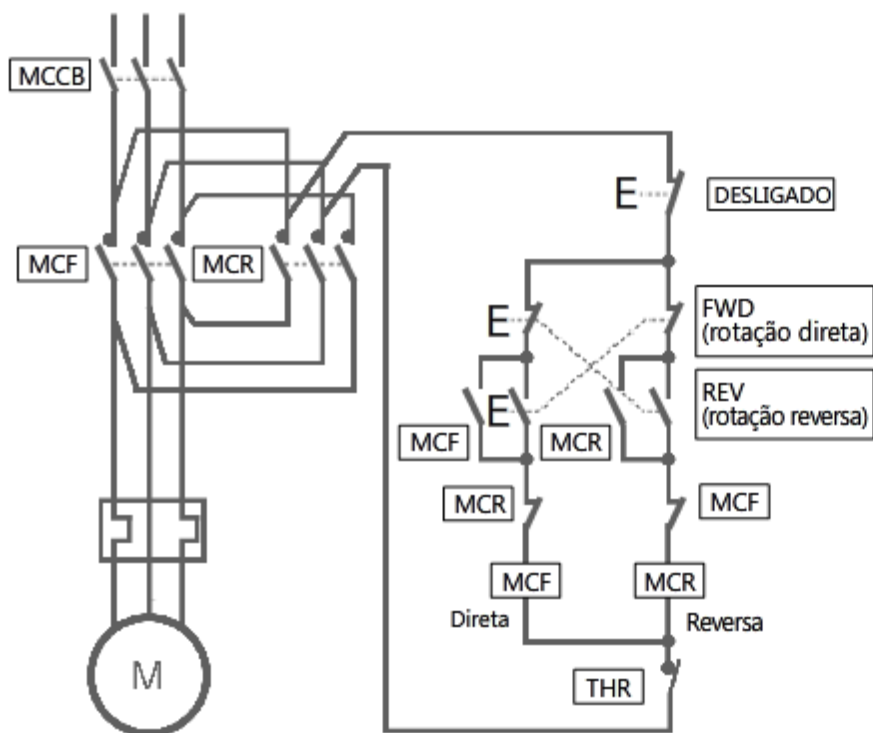 MCCB
E
DESLIGADO
MCF
MCR
E
FWD
(rotação direta)
E
REV
(rotação reversa)
MCF
MCR
MCR
MCF
MCF
MCR
Direta
Reversa
THR
M